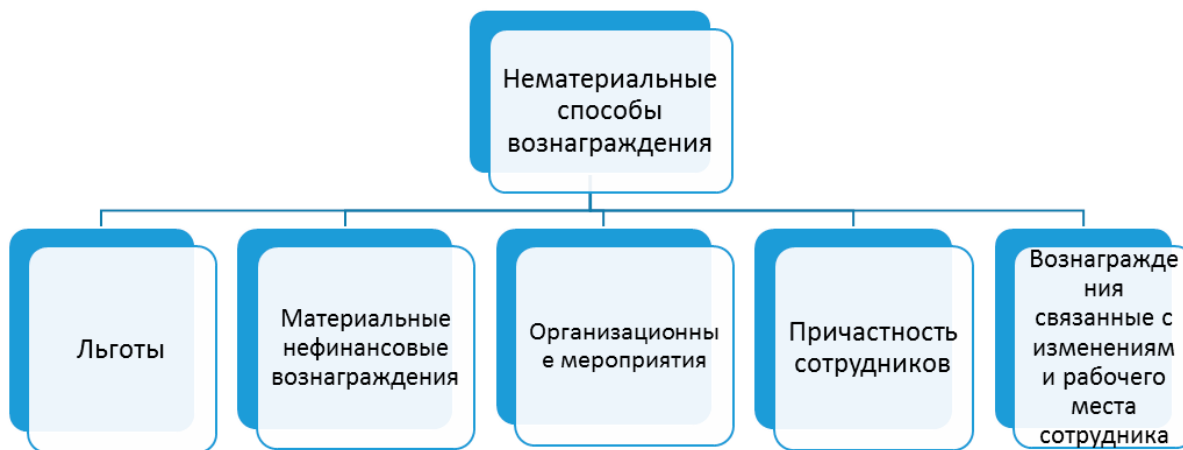 Нематериальные
способы
вознаграждения
Льготы
Материальные
нефинансовые
вознаграждения
Организационны
е мероприятия
Причастность
сотрудников
Вознагражде
ния
связанные с
изменениям
и рабочего
места
сотрудника